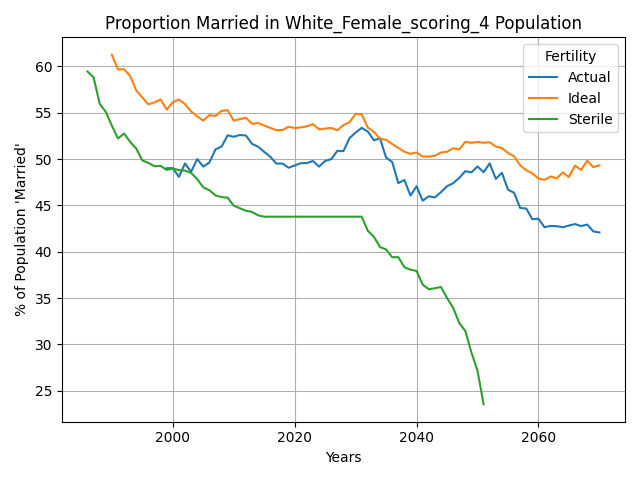 Proportion Married in White_Female_scoring_4 Population
% of Population 'Married'
60
55
50
45
40
35
30
25
Fertility
Actual
Ideal
Sterile
2000 2020 2040 2060
Years